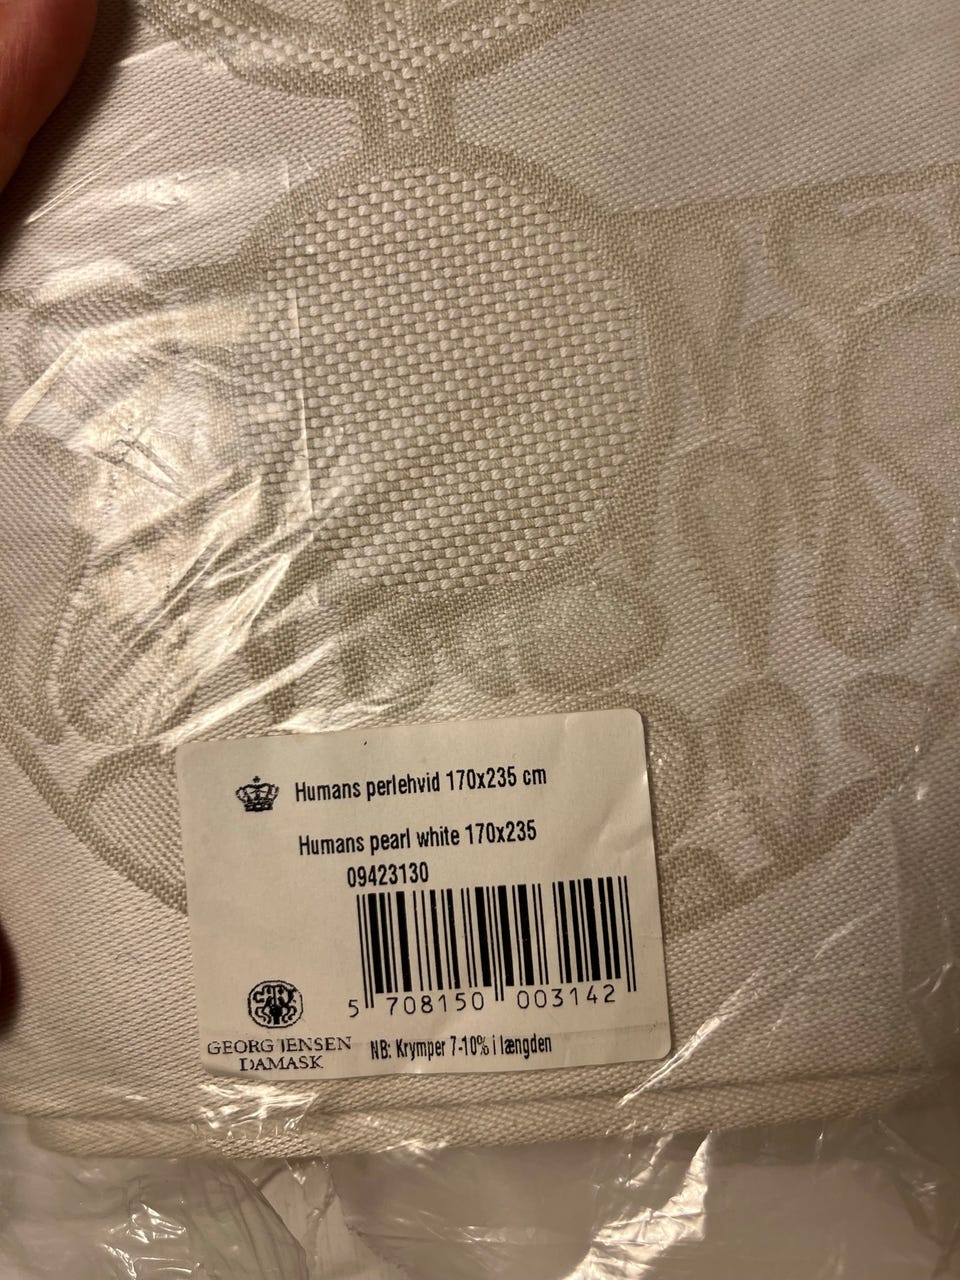 Humans perlehvid 170x235 cm
Humans pearl white 170x235
09423130
5 708150 003142
GEORG JENSEN
DAMASK
NB: Krymper 7-10% i længden